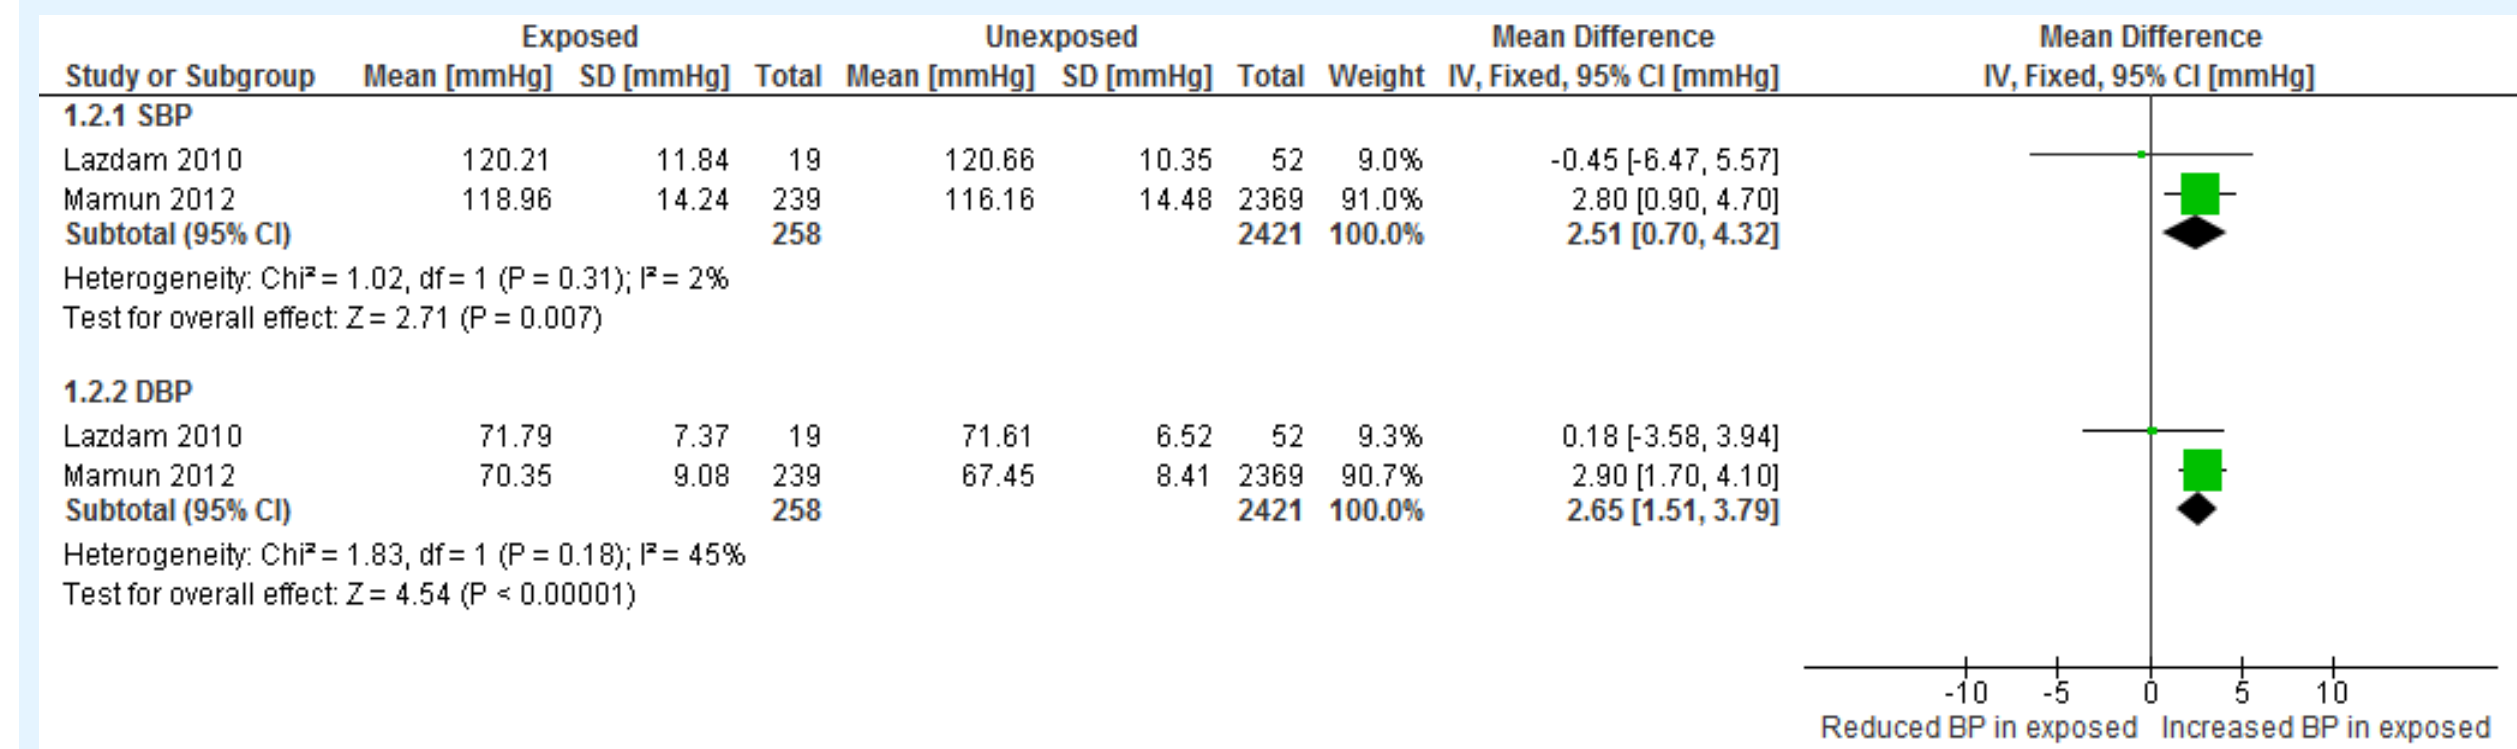 Exposed Unexposed Mean Difference Mean Difference
Study or Subgroup Mean [mmHg] SD [mmHg] Total Mean [mmHg] SD [mmHg] Total Weight IV, Fixed, 95% CI [mmHg] IV, Fixed, 95% CI [mmHg]
1.2.1 SBP
Lazdam 2010 120.21 11.84 19 120.66 10.35 52 9.0% -0.45 [-6.47, 5.57]
Mamun 2012 118.96 14.24 239 116.16 14.48 2369 91.0% 2.80 [0.90, 4.70]
Subtotal (95% CI) 258 2421 100.0% 2.51 [0.70, 4.32]
Heterogeneity: Chi² = 1.02, df = 1 (P = 0.31); I² = 2%
Test for overall effect: Z = 2.71 (P = 0.007)
1.2.2 DBP
Lazdam 2010 71.79 7.37 19 71.61 6.52 52 9.3% 0.18 [-3.58, 3.94]
Mamun 2012 70.35 9.08 239 67.45 8.41 2369 90.7% 2.90 [1.70, 4.10]
Subtotal (95% CI) 258 2421 100.0% 2.65 [1.51, 3.79]
Heterogeneity: Chi² = 1.83, df = 1 (P = 0.18); I² = 45%
Test for overall effect: Z = 4.54 (P < 0.00001)
-10 -5 0 5 10
Reduced BP in exposed Increased BP in exposed